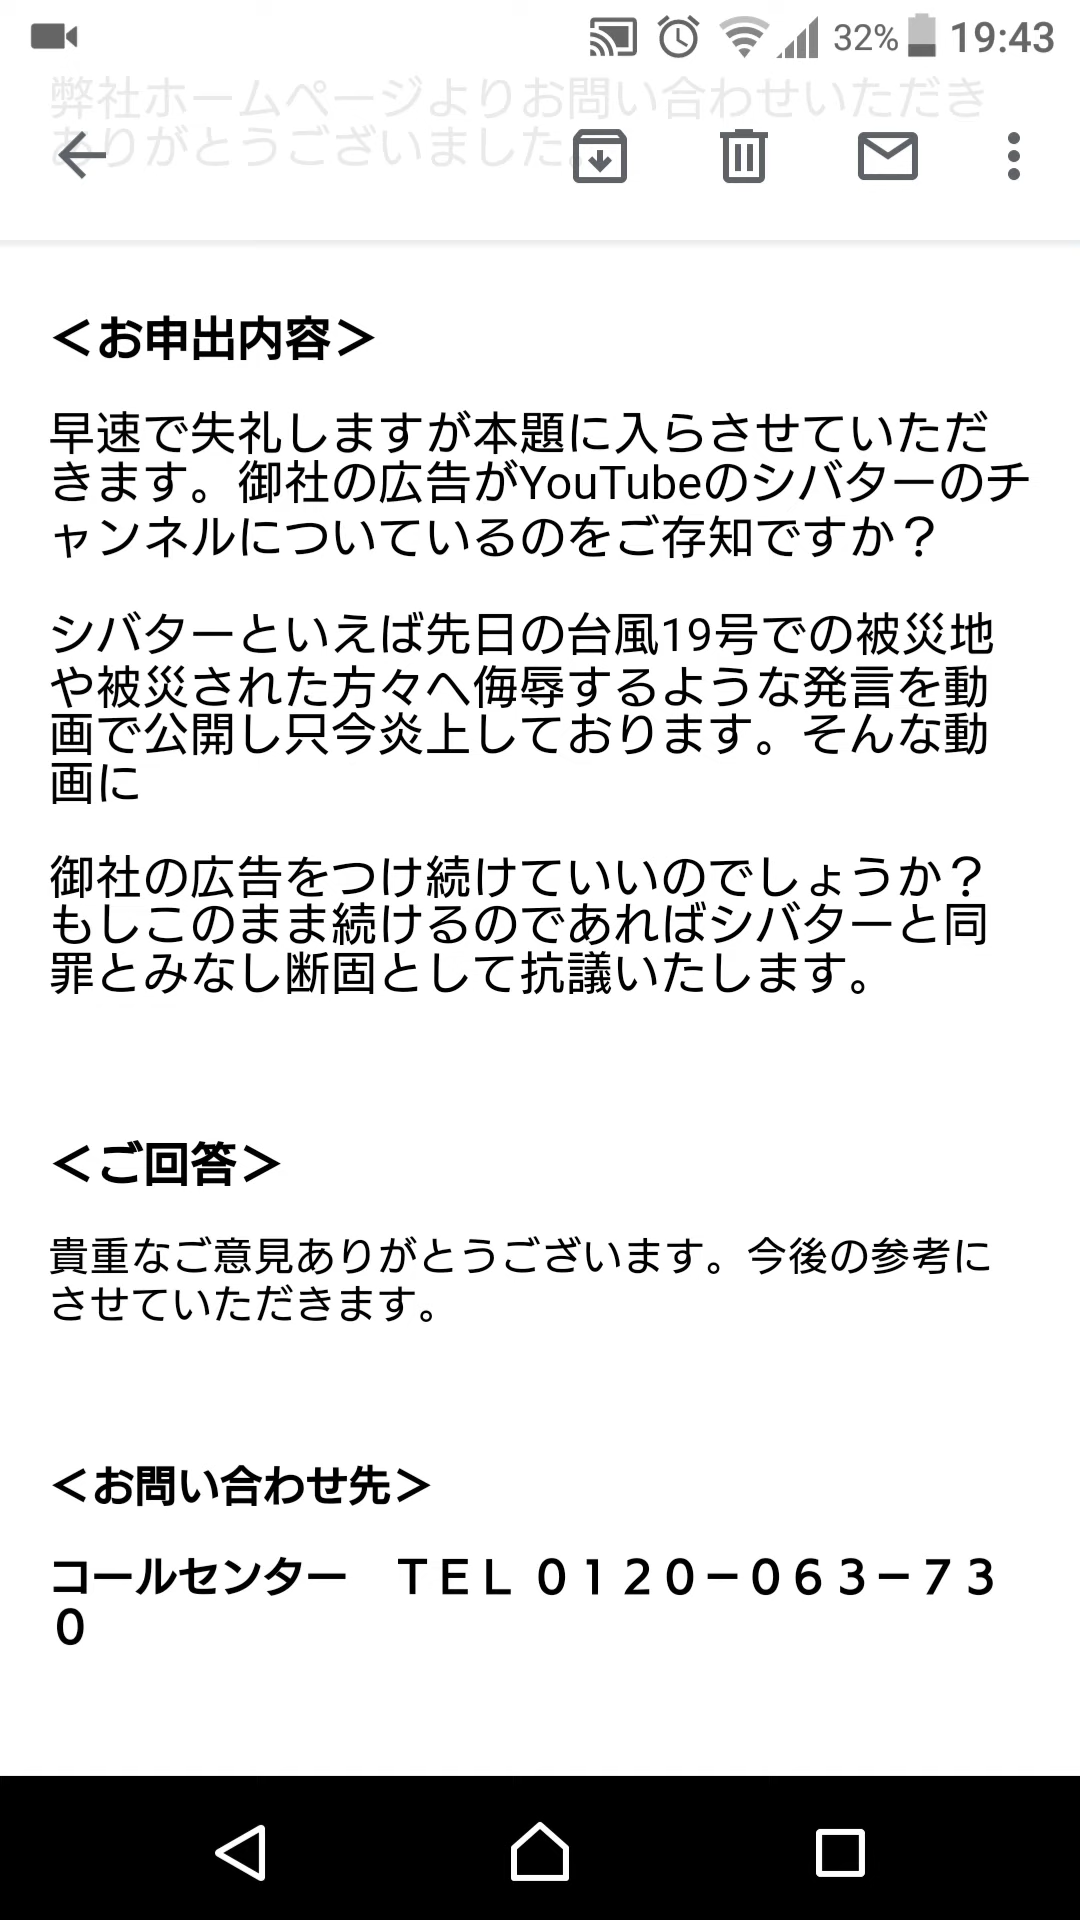 32% 19:43
弊社ホームページよりお問い合わせいただき
ありがとうございました。
＜お申出内容＞
早速で失礼しますが本題に入らさせていただ
きます。御社の広告がYouTubeのシバターのチ
ャンネルについているのをご存知ですか？
シバターといえば先日の台風19号での被災地
や被災された方々へ侮辱するような発言を動
画で公開し只今炎上しております。そんな動
画に
御社の広告をつけ続けていいのでしょうか？
もしこのまま続けるのであればシバターと同
罪とみなし断固として抗議いたします。
＜ご回答＞
貴重なご意見ありがとうございます。今後の参考に
させていただきます。
＜お問い合わせ先＞
コールセンター　ＴＥＬ ０１２０－０６３－７３
０